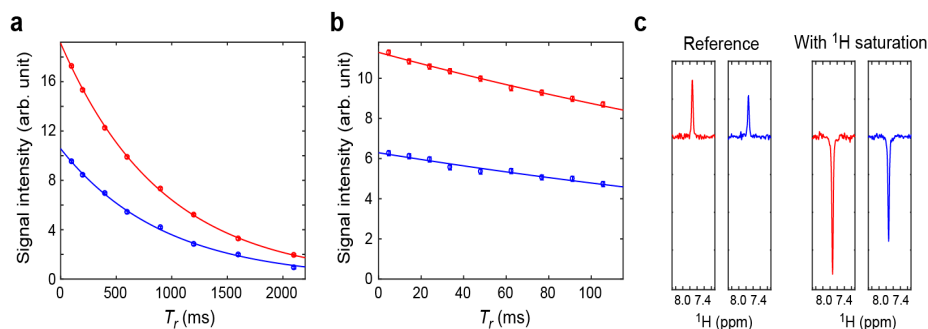 a
b
c
Reference
With ¹H saturation
Signal intensity (arb. unit)
16
12
8
4
0
0 500 1000 1500 2000
Tr (ms)
Signal intensity (arb. unit)
10
8
6
4
2
0
0 20 40 60 80 100
Tr (ms)
8.0 7.4 8.0 7.4 8.0 7.4 8.0 7.4
¹H (ppm) ¹H (ppm)